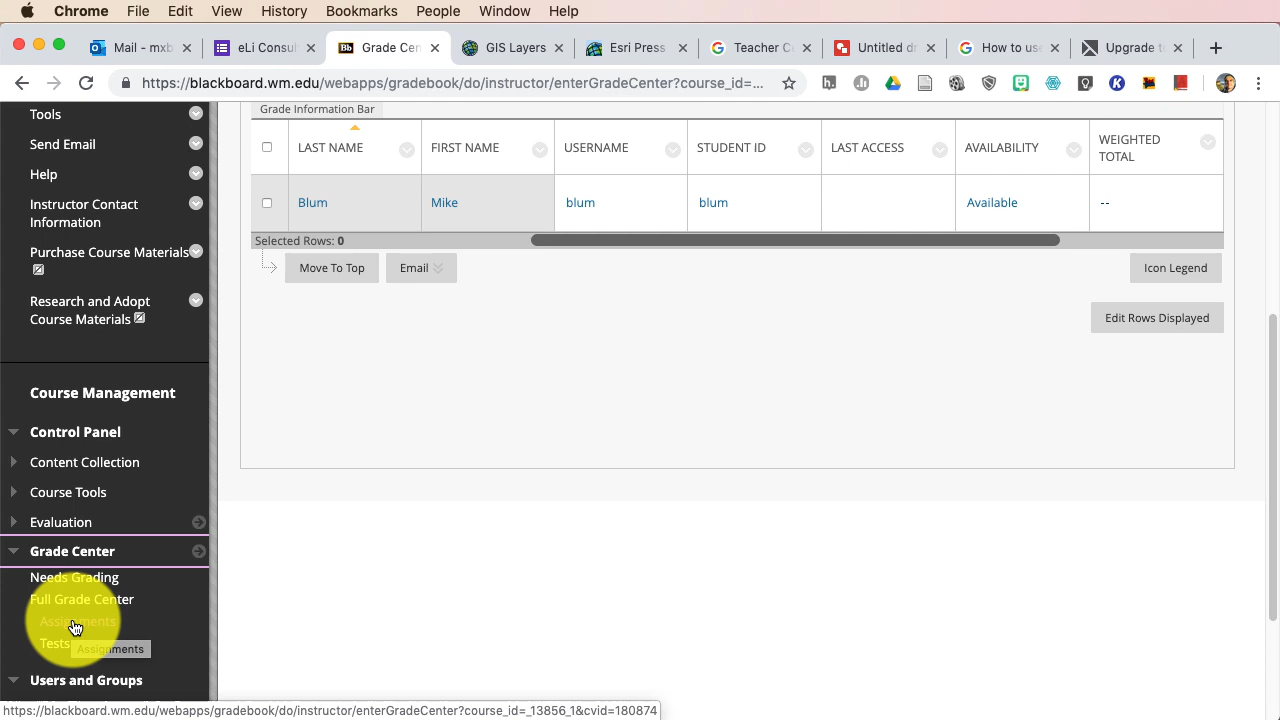 Chrome File Edit View History Bookmarks People Window Help
Mail - mxb
eLi Consul
Grade Cen
GIS Layers
Esri Press
Teacher C
Untitled d
How to use
Upgrade t
https://blackboard.wm.edu/webapps/gradebook/do/instructor/enterGradeCenter?course_id=...
Tools
Send Email
Help
Instructor Contact
Information
Purchase Course Materials
Research and Adopt
Course Materials
Course Management
Control Panel
Content Collection
Course Tools
Evaluation
Grade Center
Needs Grading
Full Grade Center
Assignments
Tests
Assignments
Users and Groups
Grade Information Bar
LAST NAME FIRST NAME USERNAME STUDENT ID LAST ACCESS AVAILABILITY WEIGHTED
TOTAL
Blum Mike blum blum Available --
Selected Rows: 0
Move To Top Email Icon Legend
Edit Rows Displayed
https://blackboard.wm.edu/webapps/gradebook/do/instructor/enterGradeCenter?course_id=_13856_1&cvid=180874